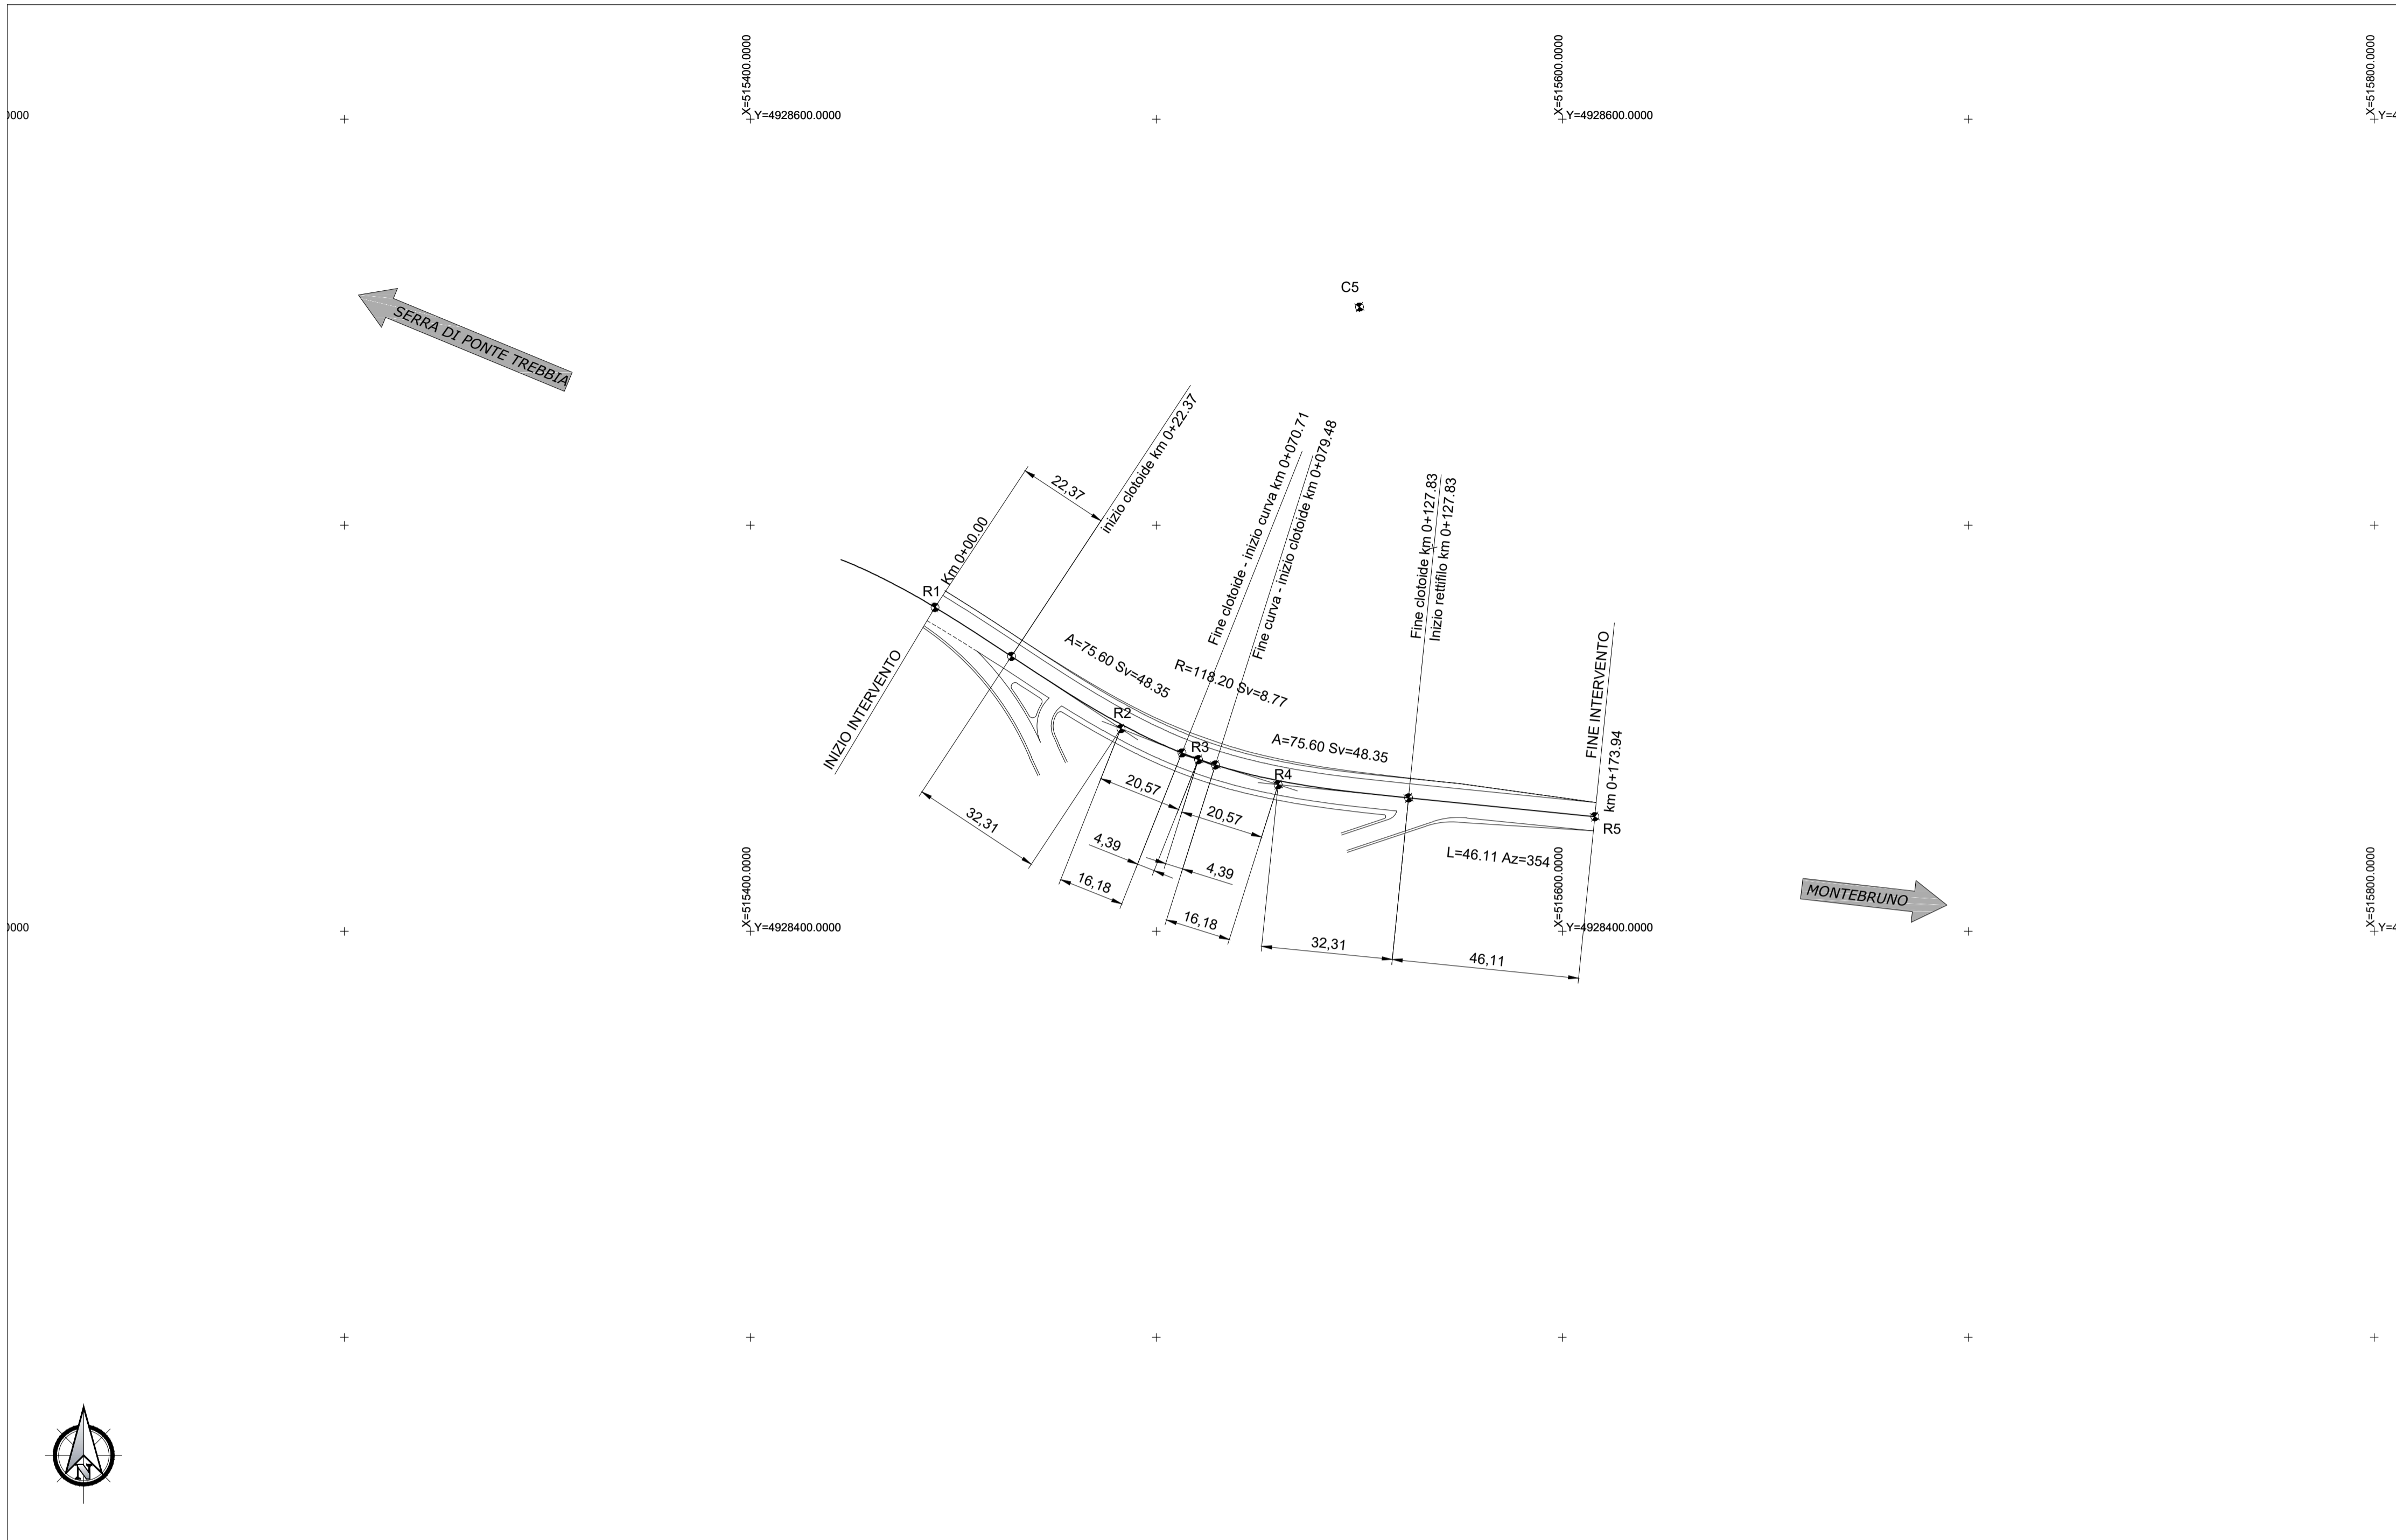 X=515400.0000
X=515600.0000
X=515800.0000
0000
Y=4928600.0000
Y=4928600.0000
Y=4
C5
SERRA DI PONTE TREBBIA
22,37
inizio clotoide km 0+22.37
Km 0+00.00
R1
Fine clotoide - inizio curva km 0+070.71
Fine curva - inizio clotoide km 0+079.48
Fine clotoide km 0+127.83
Inizio rettifilo km 0+127.83
INIZIO INTERVENTO
A=75.60 Sv=48.35
R=118.20 Sv=8.77
A=75.60 Sv=48.35
FINE INTERVENTO
km 0+173.94
R2
R3
R4
R5
20,57
20,57
32,31
4,39
4,39
16,18
16,18
L=46.11 Az=354
32,31
46,11
MONTEBRUNO
X=515400.0000
X=515600.0000
X=515800.0000
0000
Y=4928400.0000
Y=4928400.0000
Y=4
N